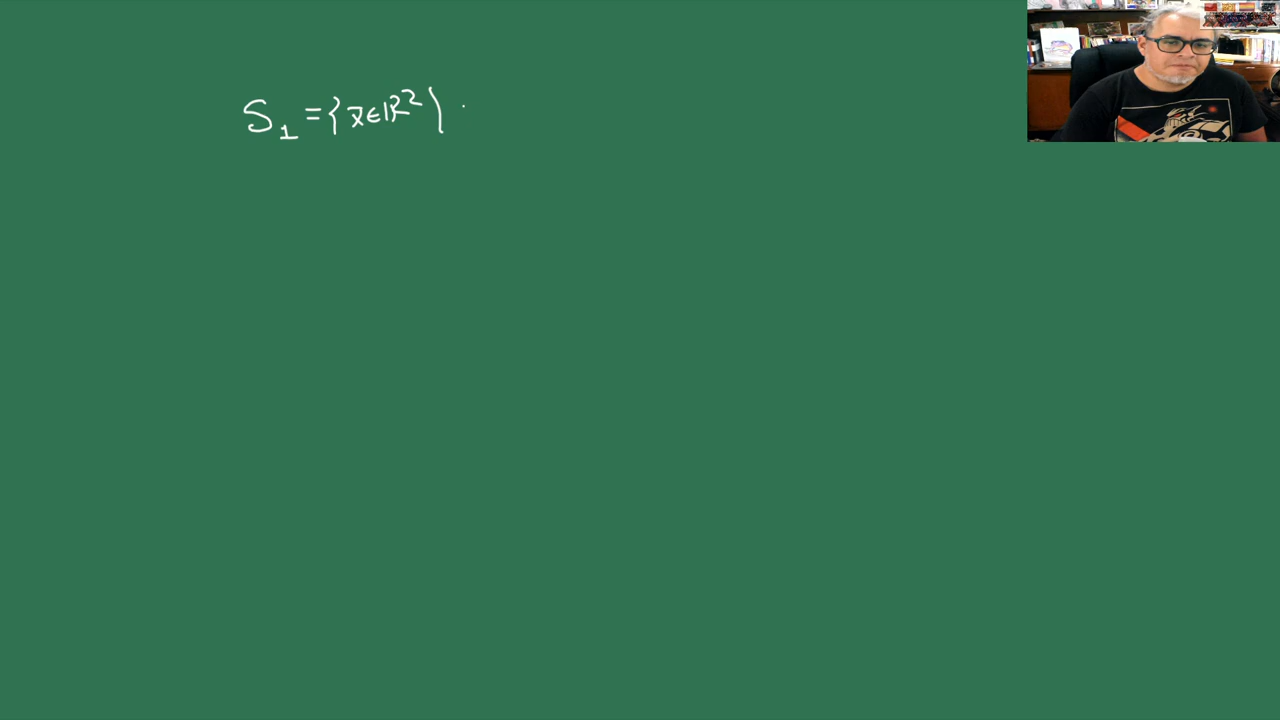 S₁ = { x̄ ∈ ℝ² }